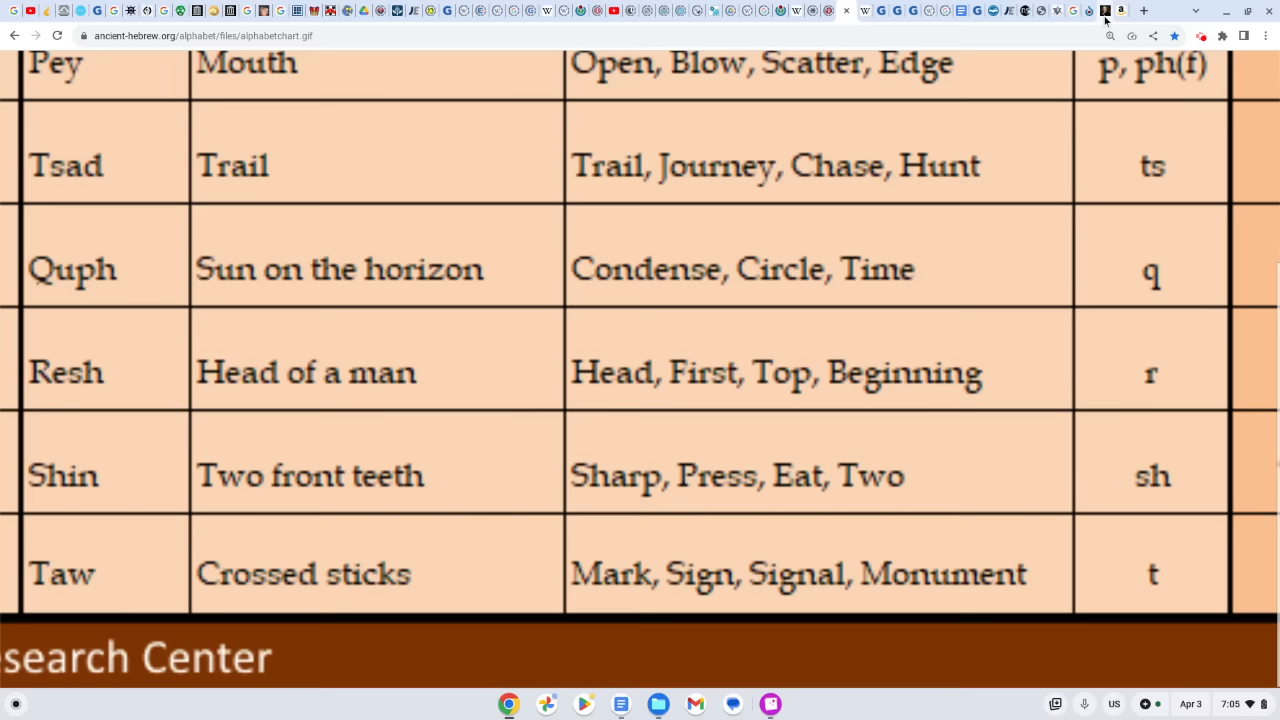 ancient-hebrew.org/alphabet/files/alphabetchart.gif
Pey Mouth Open, Blow, Scatter, Edge p, ph(f)
Tsad Trail Trail, Journey, Chase, Hunt ts
Quph Sun on the horizon Condense, Circle, Time q
Resh Head of a man Head, First, Top, Beginning r
Shin Two front teeth Sharp, Press, Eat, Two sh
Taw Crossed sticks Mark, Sign, Signal, Monument t
search Center
US Apr 3 7:05